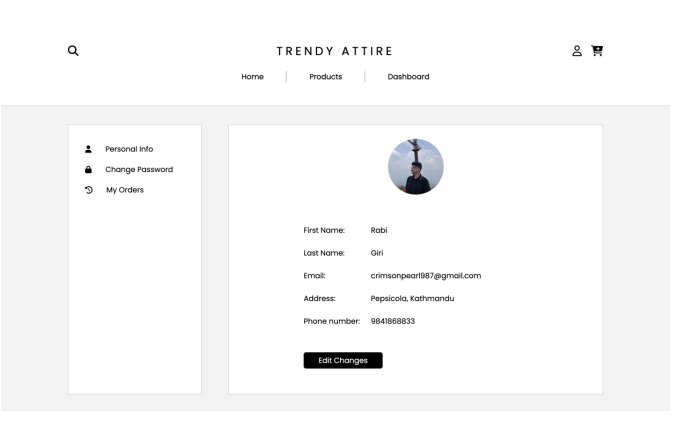 TRENDY ATTIRE
Home Products Dashboard
Personal Info
Change Password
My Orders
First Name: Rabi
Last Name: Giri
Email: crimsonpearl987@gmail.com
Address: Pepsicola, Kathmandu
Phone number: 9841868833
Edit Changes